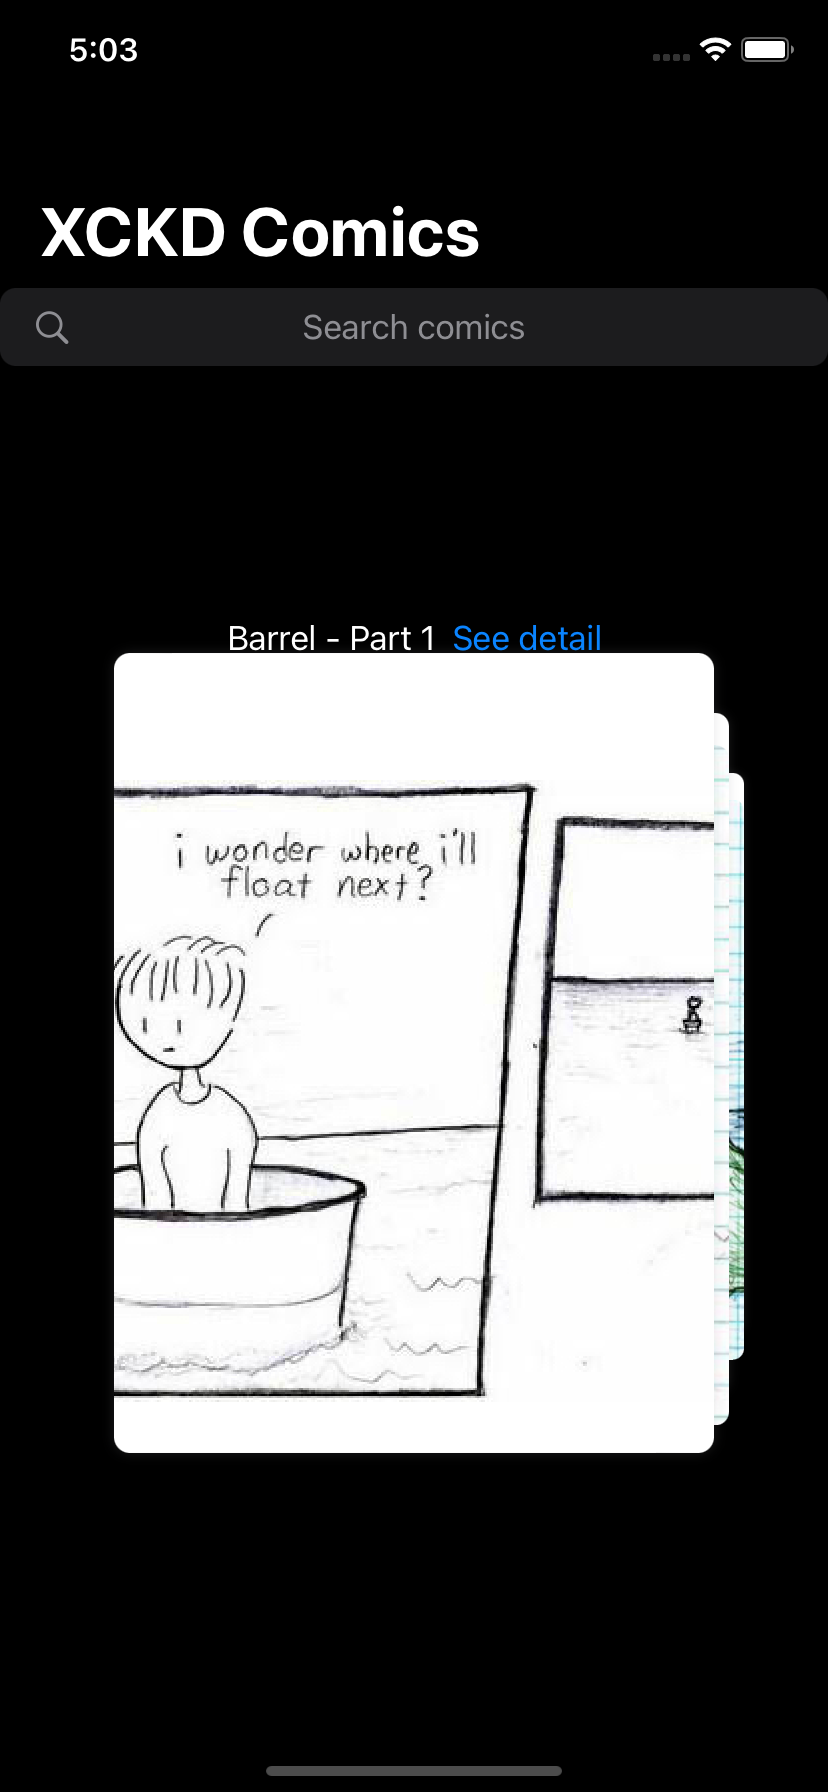 5:03
XCKD Comics
Search comics
Barrel - Part 1 See detail
i wonder where i'll
float next?